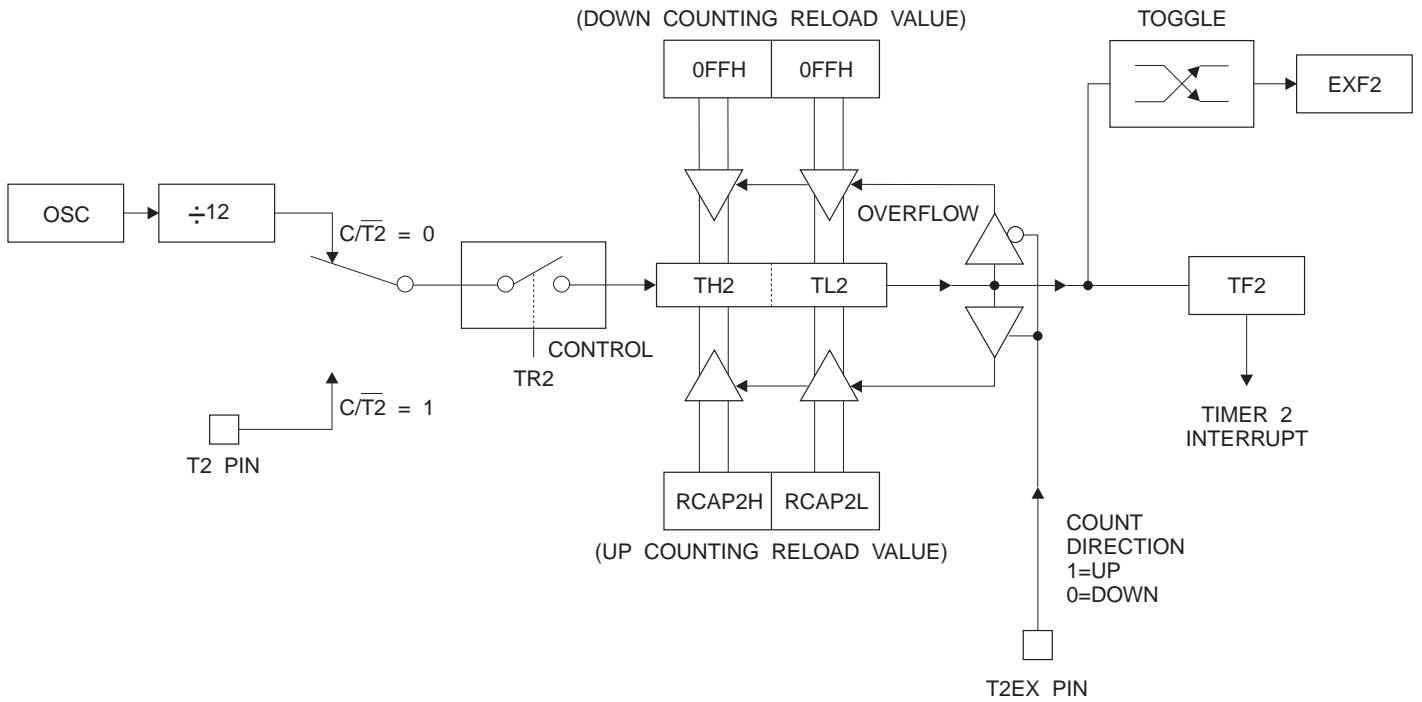 (DOWN COUNTING RELOAD VALUE)
TOGGLE
0FFH 0FFH
EXF2
OSC
÷12
OVERFLOW
C/T2̅ = 0
TH2 TL2
TF2
CONTROL
TR2
C/T2̅ = 1
T2 PIN
TIMER 2
INTERRUPT
RCAP2H RCAP2L
(UP COUNTING RELOAD VALUE)
COUNT
DIRECTION
1=UP
0=DOWN
T2EX PIN